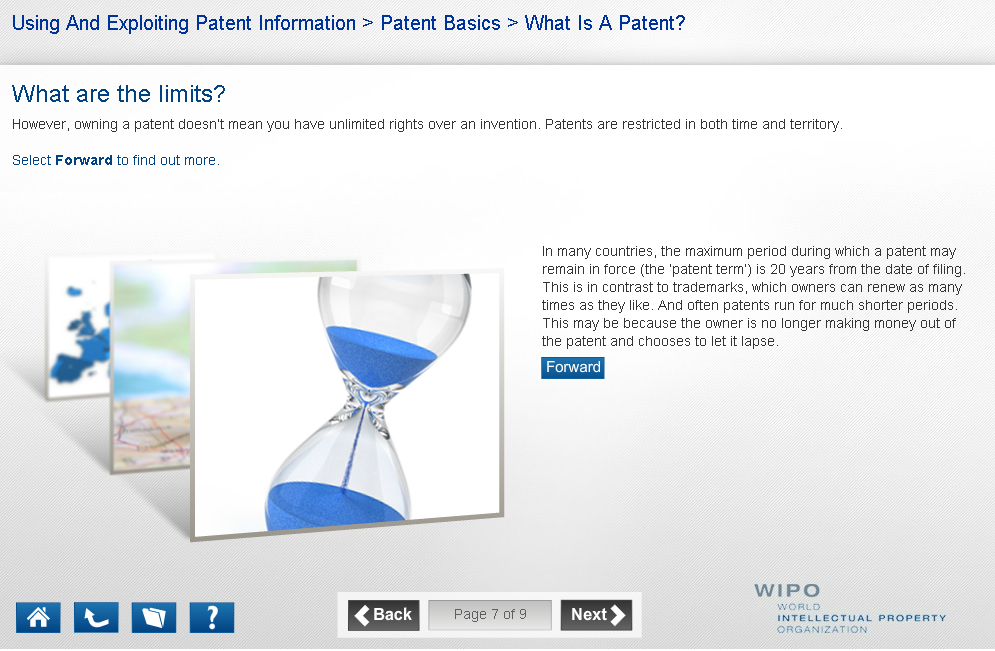 Using And Exploiting Patent Information > Patent Basics > What Is A Patent?
What are the limits?
However, owning a patent doesn't mean you have unlimited rights over an invention. Patents are restricted in both time and territory.
Select Forward to find out more.
In many countries, the maximum period during which a patent may
remain in force (the 'patent term') is 20 years from the date of filing.
This is in contrast to trademarks, which owners can renew as many
times as they like. And often patents run for much shorter periods.
This may be because the owner is no longer making money out of
the patent and chooses to let it lapse.
Forward
?
Back
Page 7 of 9
Next
WIPO
WORLD
INTELLECTUAL PROPERTY
ORGANIZATION